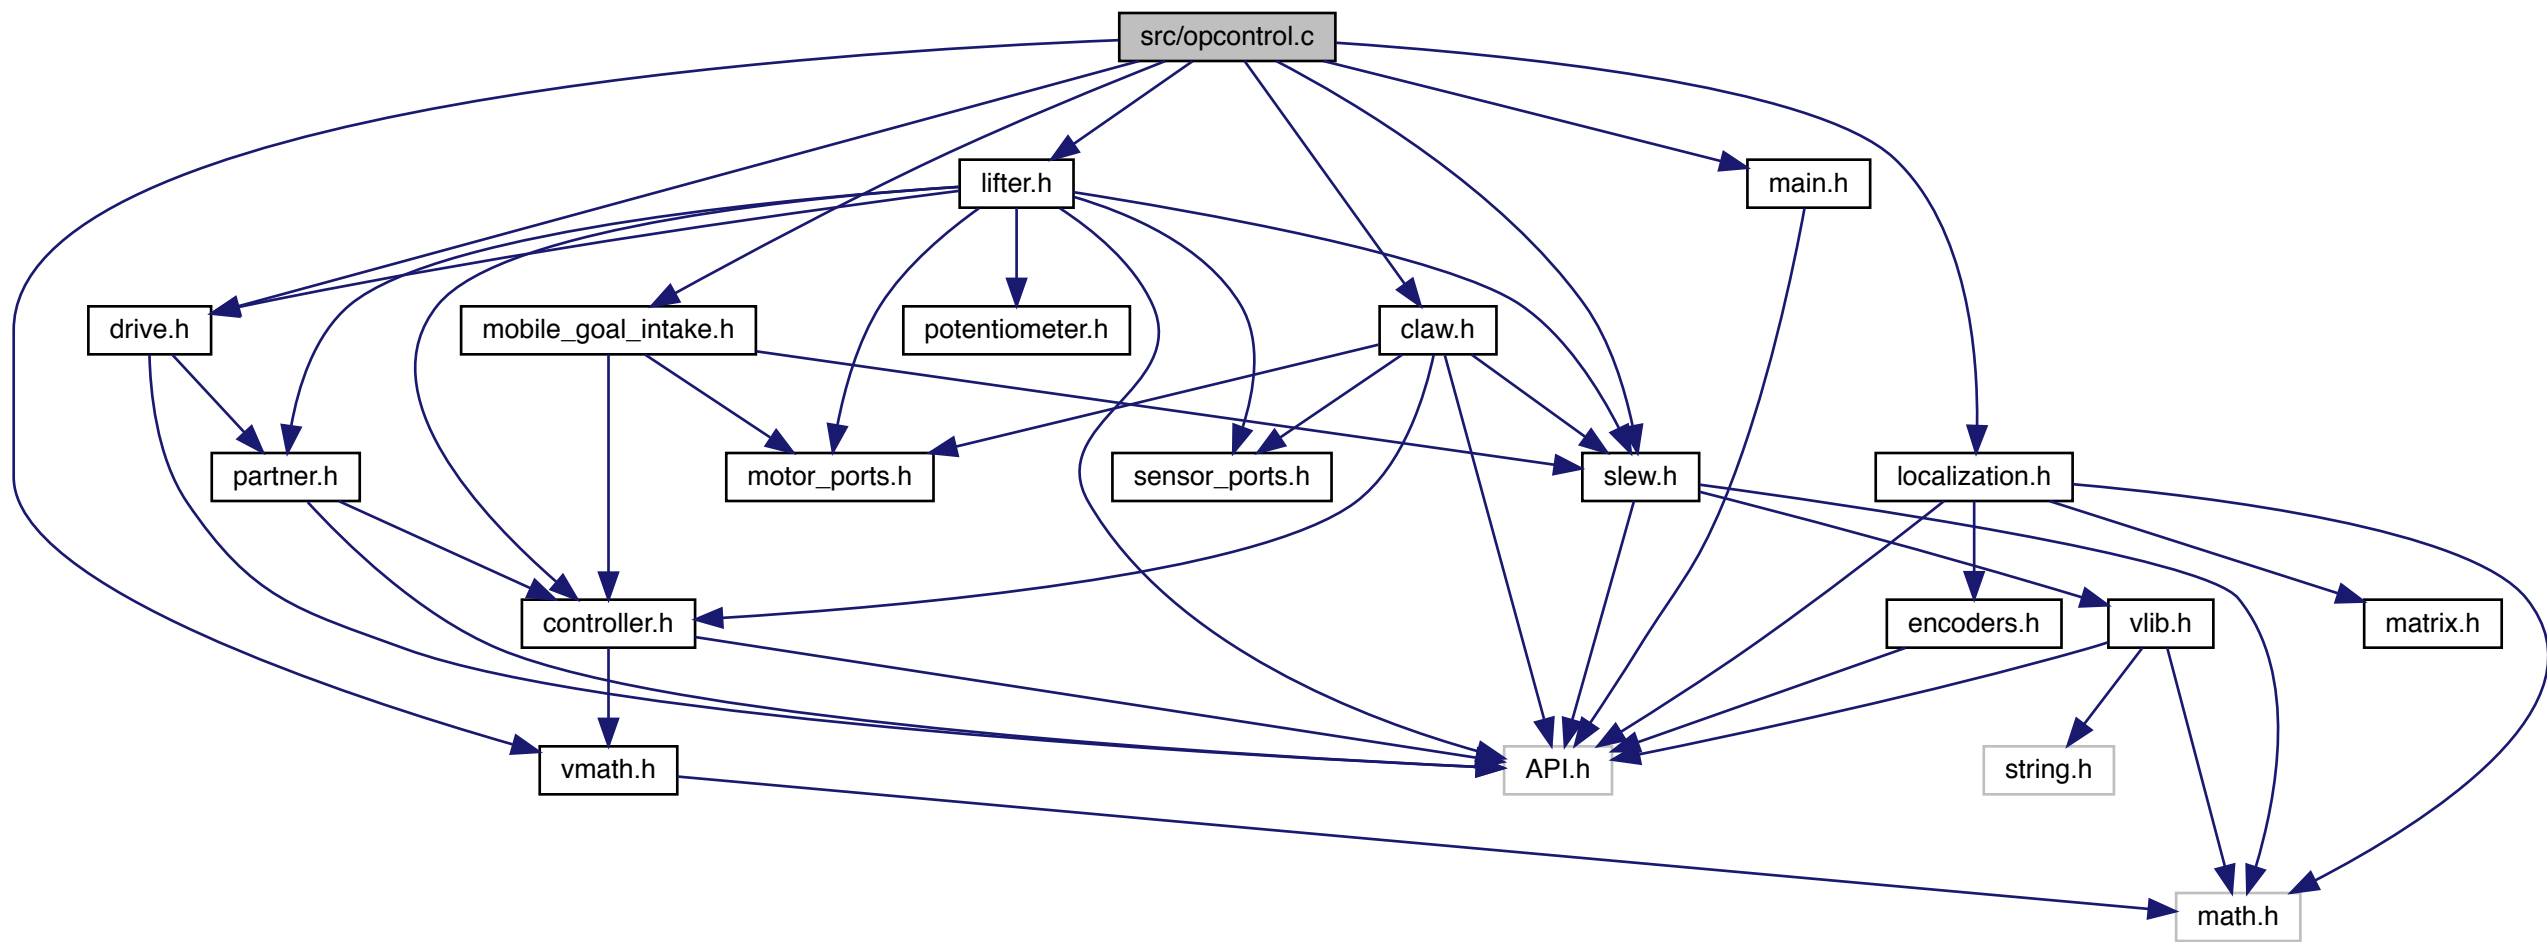 src/opcontrol.c
lifter.h
main.h
drive.h
mobile_goal_intake.h
potentiometer.h
claw.h
partner.h
motor_ports.h
sensor_ports.h
slew.h
localization.h
controller.h
encoders.h
vlib.h
matrix.h
vmath.h
API.h
string.h
math.h